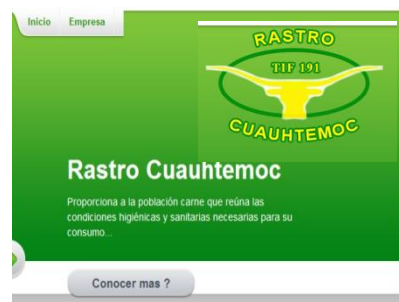 Inicio Empresa
RASTRO
TIF 191
CUAUHTEMOC
Rastro Cuauhtemoc
Proporciona a la población carne que reúna las
condiciones higiénicas y sanitarias necesarias para su
consumo...
Conocer mas ?